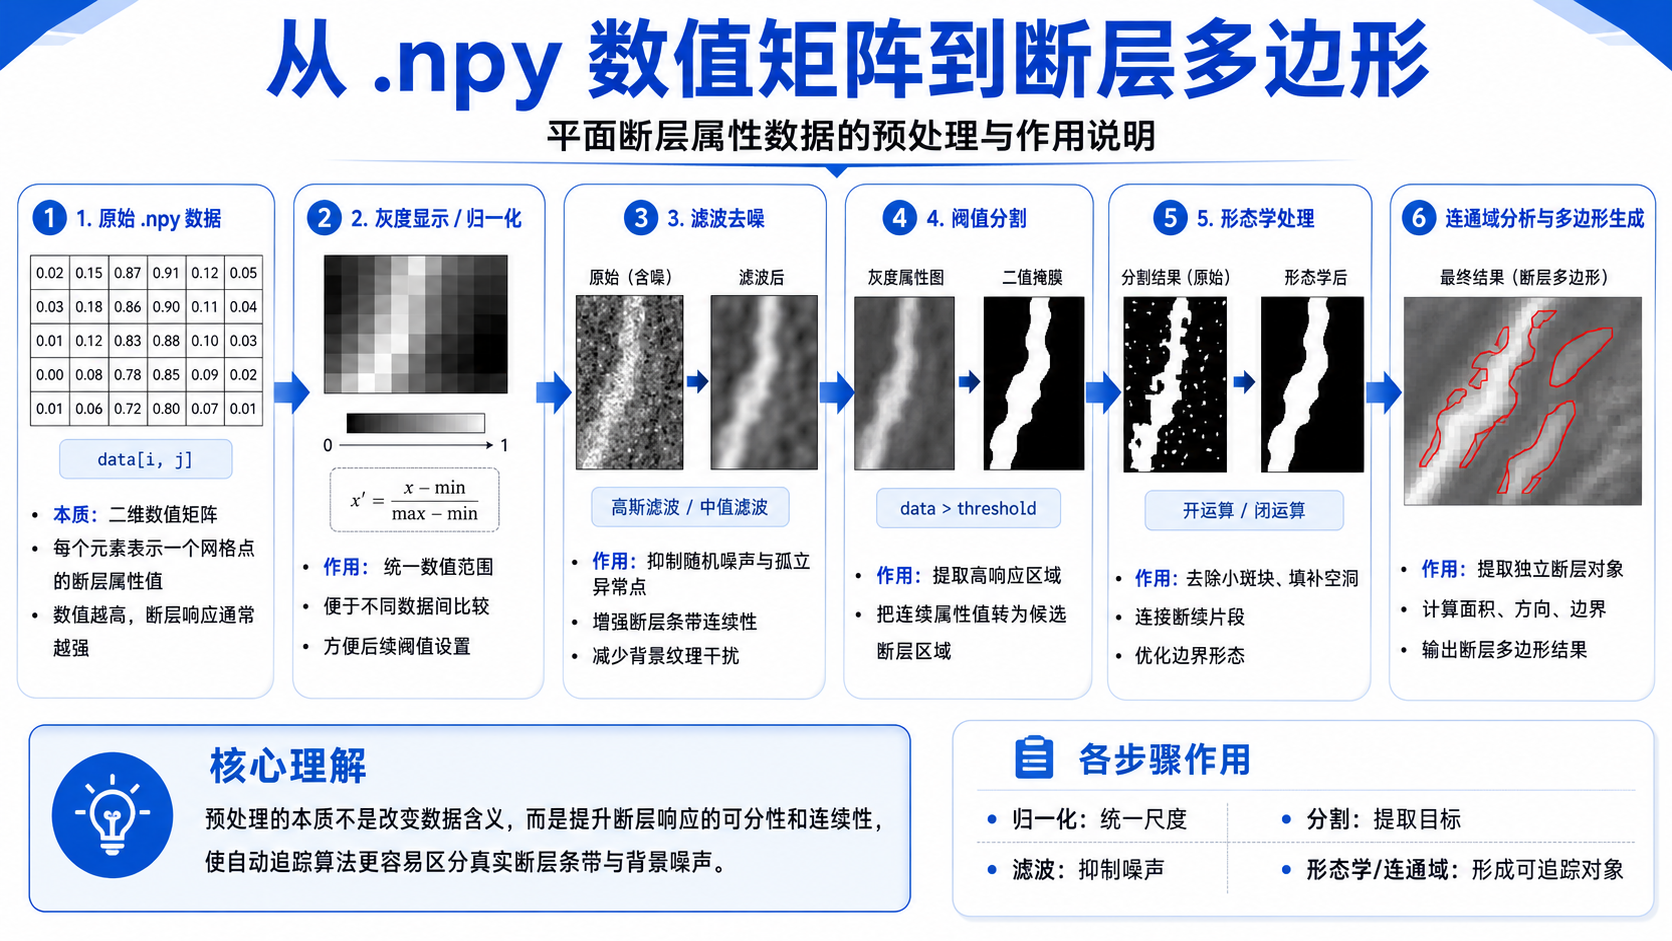 从 .npy 数值矩阵到断层多边形
平面断层属性数据的预处理与作用说明
1 1. 原始 .npy 数据
0.02 0.15 0.87 0.91 0.12 0.05
0.03 0.18 0.86 0.90 0.11 0.04
0.01 0.12 0.83 0.88 0.10 0.03
0.00 0.08 0.78 0.85 0.09 0.02
0.01 0.06 0.72 0.80 0.07 0.01
data[i, j]
• 本质：二维数值矩阵
• 每个元素表示一个网格点
的断层属性值
• 数值越高，断层响应通常
越强
2 2. 灰度显示 / 归一化
0 1
x′ = (x − min) / (max − min)
• 作用： 统一数值范围
• 便于不同数据间比较
• 方便后续阈值设置
3 3. 滤波去噪
原始（含噪） 滤波后
高斯滤波 / 中值滤波
• 作用：抑制随机噪声与孤立
异常点
• 增强断层条带连续性
• 减少背景纹理干扰
4 4. 阀值分割
灰度属性图 二值掩膜
data > threshold
• 作用：提取高响应区域
• 把连续属性值转为候选
断层区域
5 5. 形态学处理
分割结果（原始） 形态学后
开运算 / 闭运算
• 作用：去除小斑块、填补空洞
• 连接断续片段
• 优化边界形态
6 连通域分析与多边形生成
最终结果（断层多边形）
• 作用：提取独立断层对象
• 计算面积、方向、边界
• 输出断层多边形结果
核心理解
预处理的本质不是改变数据含义，而是提升断层响应的可分性和连续性，
使自动追踪算法更容易区分真实断层条带与背景噪声。
各步骤作用
• 归一化：统一尺度
• 分割：提取目标
• 滤波：抑制噪声
• 形态学/连通域：形成可追踪对象